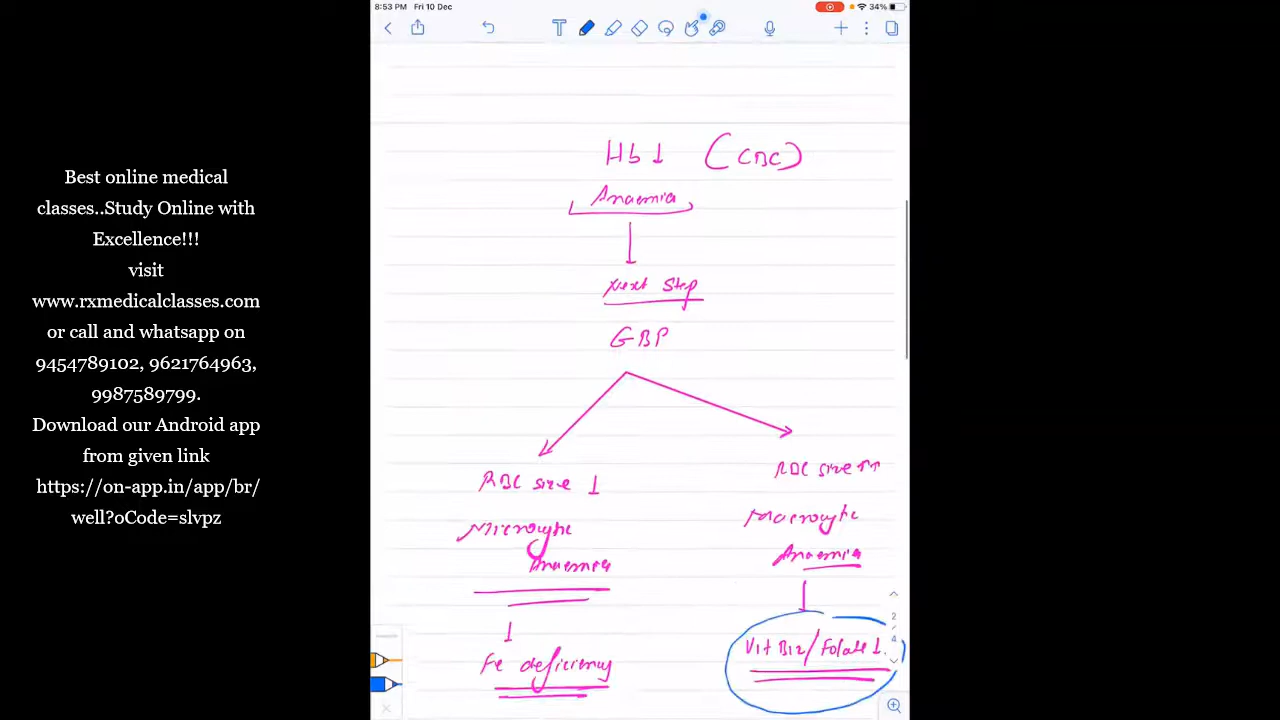 8:53 PM Fri 10 Dec
34%
Best online medical
classes..Study Online with
Excellence!!!
visit
www.rxmedicalclasses.com
or call and whatsapp on
9454789102, 9621764963,
9987589799.
Download our Android app
from given link
https://on-app.in/app/br/
well?oCode=slvpz
Hb ↓ (CBC)
Anaemia
↓
Next Step
GBP
RBC size ↓
RBC size ↑↑
Microcytic
Anaemia
Macrocytic
Anaemia
↓
Fe deficiency
↓
Vit B12/Folate ↓
2
4